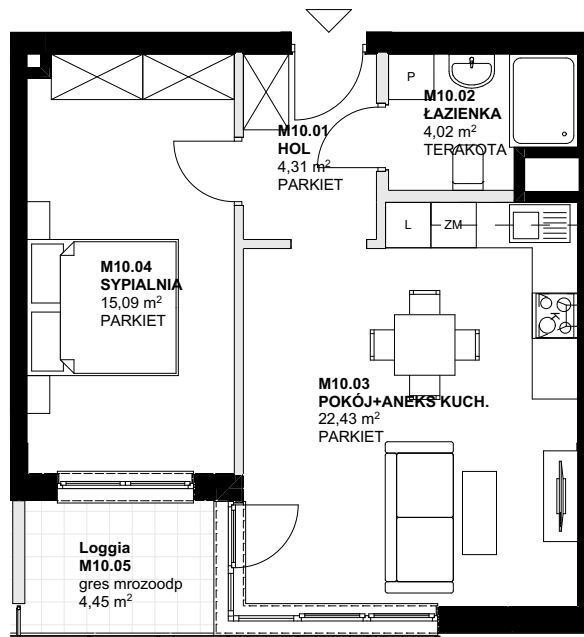 P
M10.02
ŁAZIENKA
4,02 m²
TERAKOTA
M10.01
HOL
4,31 m²
PARKIET
L
ZM
M10.04
SYPIALNIA
15,09 m²
PARKIET
K
M10.03
POKÓJ+ANEKS KUCH.
22,43 m²
PARKIET
Loggia
M10.05
gres mrozoodp
4,45 m²